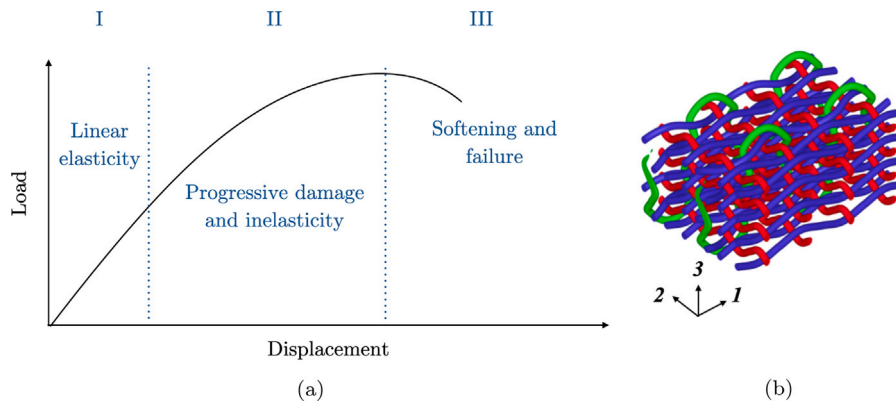 I
II
III
Linear
elasticity
Progressive damage
and inelasticity
Softening and
failure
Load
Displacement
(a)
3
2
1
(b)